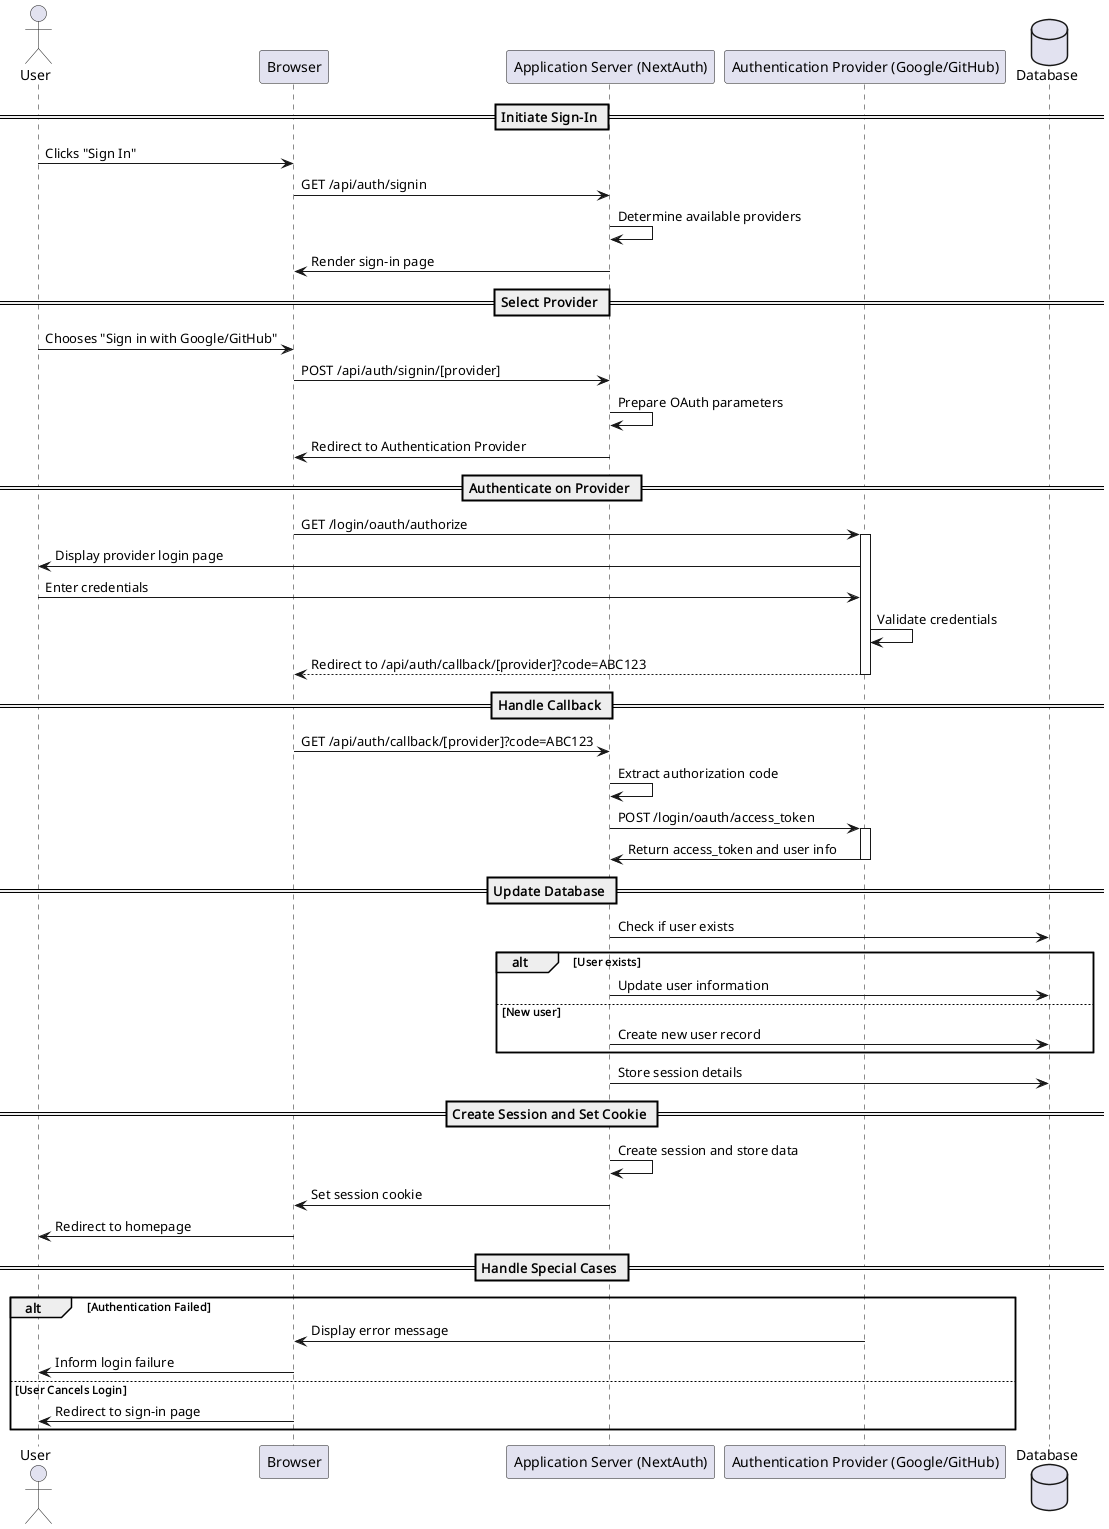 User
Browser
Application Server (NextAuth)
Authentication Provider (Google/GitHub)
Database
Initiate Sign-In
Clicks "Sign In"
GET /api/auth/signin
Determine available providers
Render sign-in page
Select Provider
Chooses "Sign in with Google/GitHub"
POST /api/auth/signin/[provider]
Prepare OAuth parameters
Redirect to Authentication Provider
Authenticate on Provider
GET /login/oauth/authorize
Display provider login page
Enter credentials
Validate credentials
Redirect to /api/auth/callback/[provider]?code=ABC123
Handle Callback
GET /api/auth/callback/[provider]?code=ABC123
Extract authorization code
POST /login/oauth/access_token
Return access_token and user info
Update Database
Check if user exists
alt [User exists]
Update user information
[New user]
Create new user record
Store session details
Create Session and Set Cookie
Create session and store data
Set session cookie
Redirect to homepage
Handle Special Cases
alt [Authentication Failed]
Display error message
Inform login failure
[User Cancels Login]
Redirect to sign-in page
User
Browser
Application Server (NextAuth)
Authentication Provider (Google/GitHub)
Database